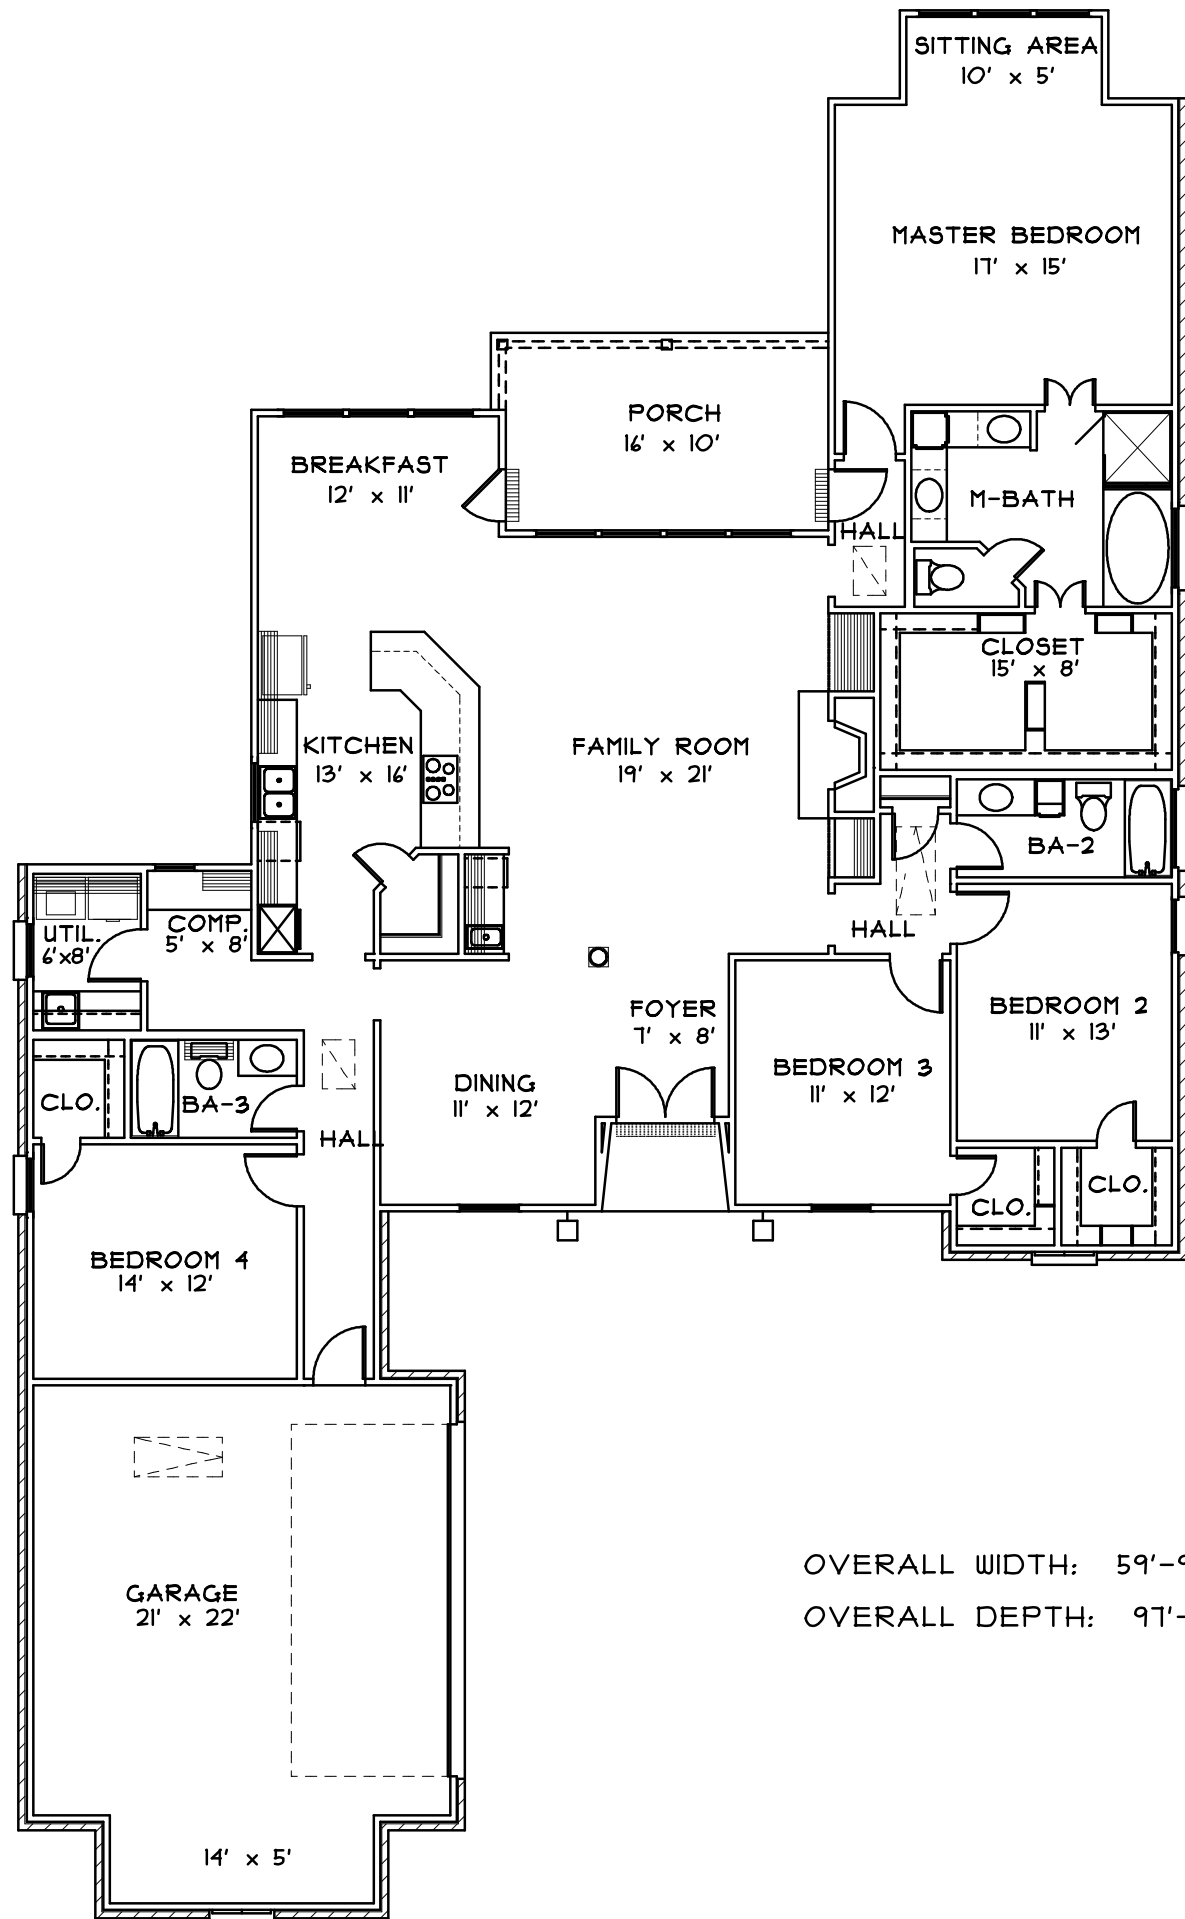 SITTING AREA
10' x 5'
MASTER BEDROOM
17' x 15'
PORCH
16' x 10'
BREAKFAST
12' x 11'
M-BATH
HALL
CLOSET
15' x 8'
KITCHEN
13' x 16'
FAMILY ROOM
19' x 21'
BA-2
UTIL.
6'x8'
COMP.
5' x 8'
HALL
FOYER
7' x 8'
BEDROOM 2
11' x 13'
BEDROOM 3
11' x 12'
DINING
11' x 12'
CLO.
BA-3
HALL
CLO.
CLO.
BEDROOM 4
14' x 12'
GARAGE
21' x 22'
14' x 5'
OVERALL WIDTH: 59'-9
OVERALL DEPTH: 97'-